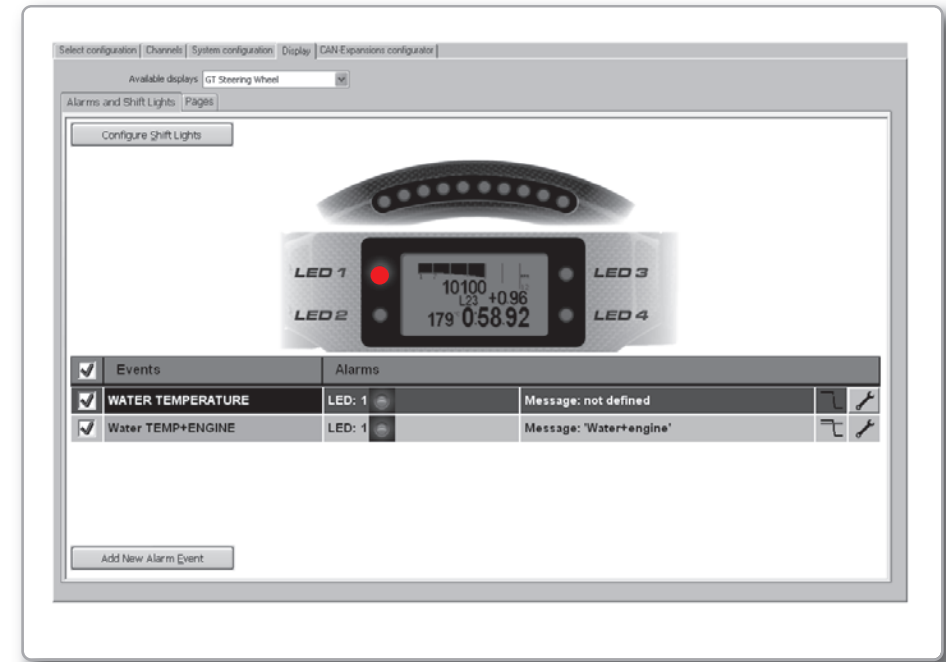 Select configuration Channels System configuration Display CAN-Expansions configurator
Available displays GT Steering Wheel
Alarms and Shift Lights Pages
Configure Shift Lights
LED 1 LED 3
10100
L23 +0.96
LED 2 179° 0:58.92 LED 4
Events Alarms
WATER TEMPERATURE LED: 1 Message: not defined
Water TEMP+ENGINE LED: 1 Message: 'Water+engine'
Add New Alarm Event